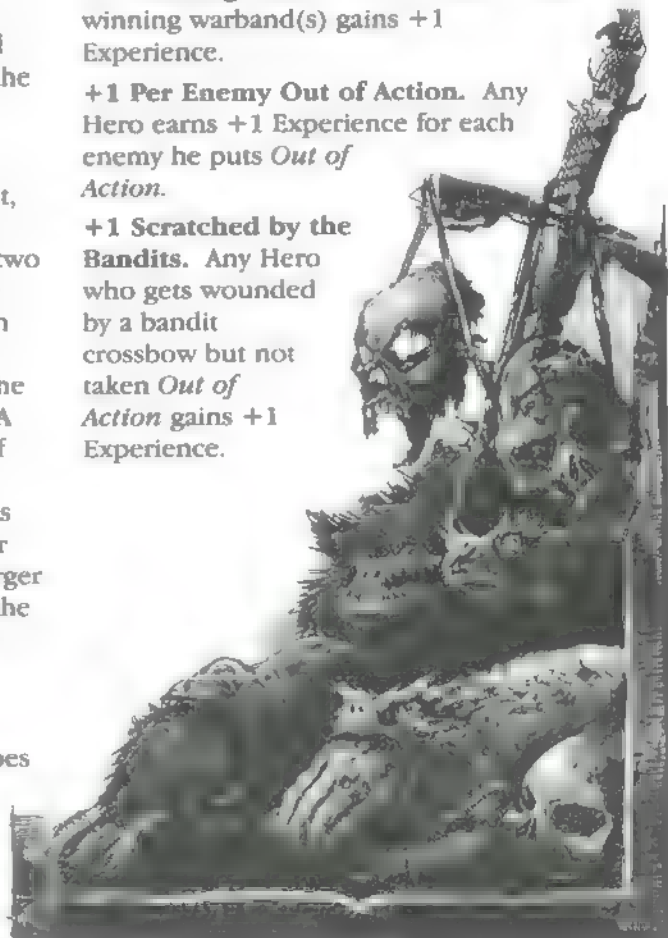 winning warband(s) gains +1
Experience.
+1 Per Enemy Out of Action. Any
Hero earns +1 Experience for each
enemy he puts Out of
Action.
+1 Scratched by the
Bandits. Any Hero
who gets wounded
by a bandit
crossbow but not
taken Out of
Action gains +1
Experience.
he
two